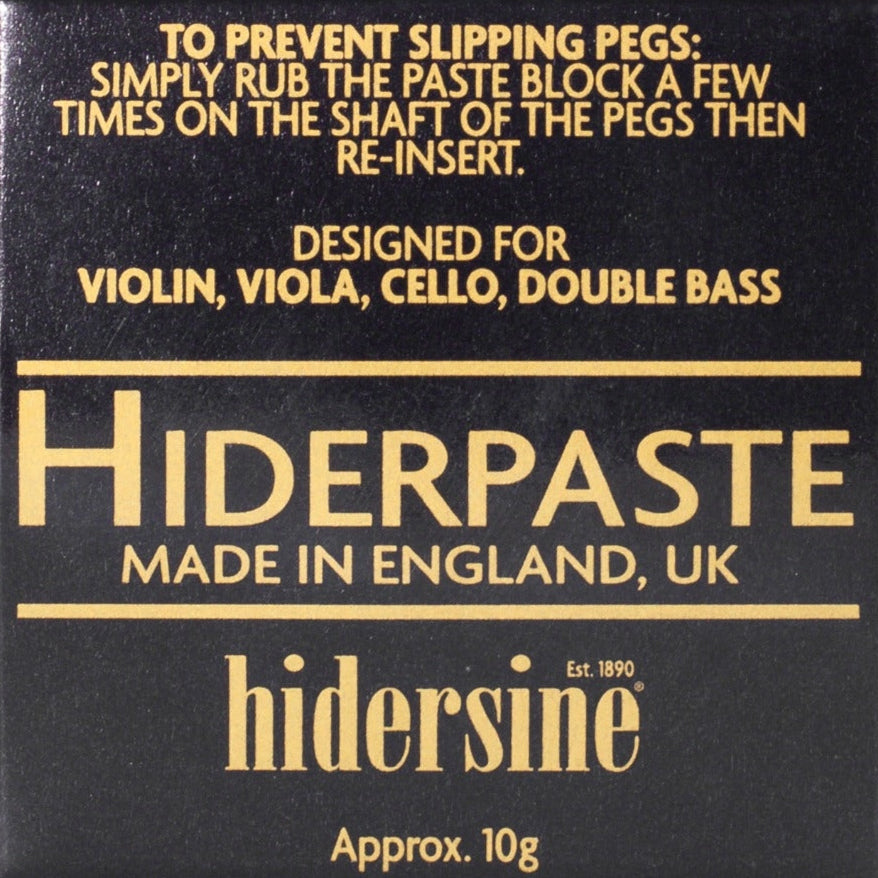 TO PREVENT SLIPPING PEGS:
SIMPLY RUB THE PASTE BLOCK A FEW
TIMES ON THE SHAFT OF THE PEGS THEN
RE-INSERT.
DESIGNED FOR
VIOLIN, VIOLA, CELLO, DOUBLE BASS
HIDERPASTE
MADE IN ENGLAND, UK
Est. 1890
hidersine®
Approx. 10g